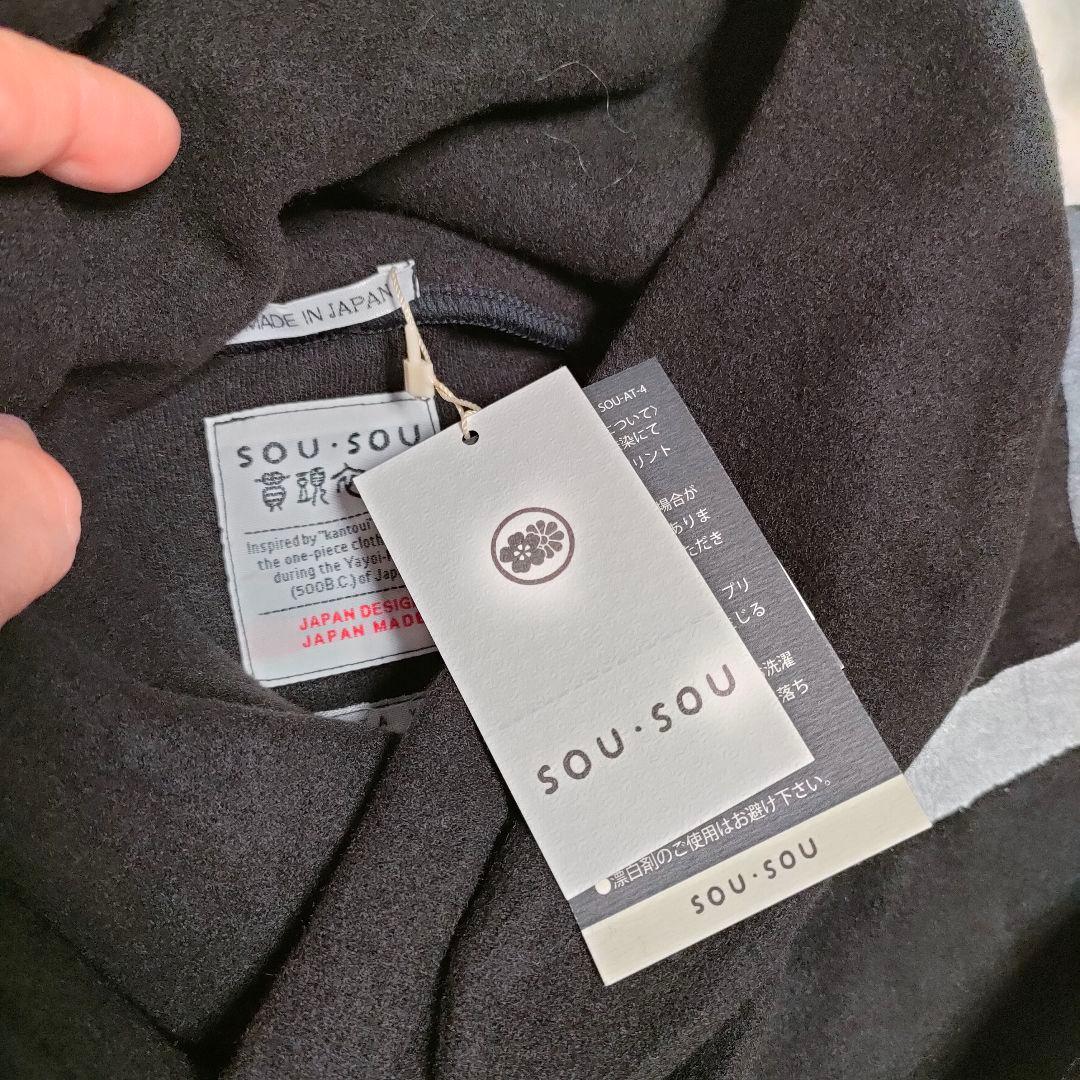 MADE IN JAPAN
SOU・SOU
貫頭衣
Inspired by "kantoui"
the one-piece cloth
during the Yayoi-
(500B.C.) of Jap
JAPAN DESIG
JAPAN MADE
A
SOU・SOU
SOU-AT-4
について〉
染にて
リント
場合が
ありま
ただき
プリ
じる
洗濯
落ち
●漂白剤のご使用はお避け下さい。
SOU・SOU